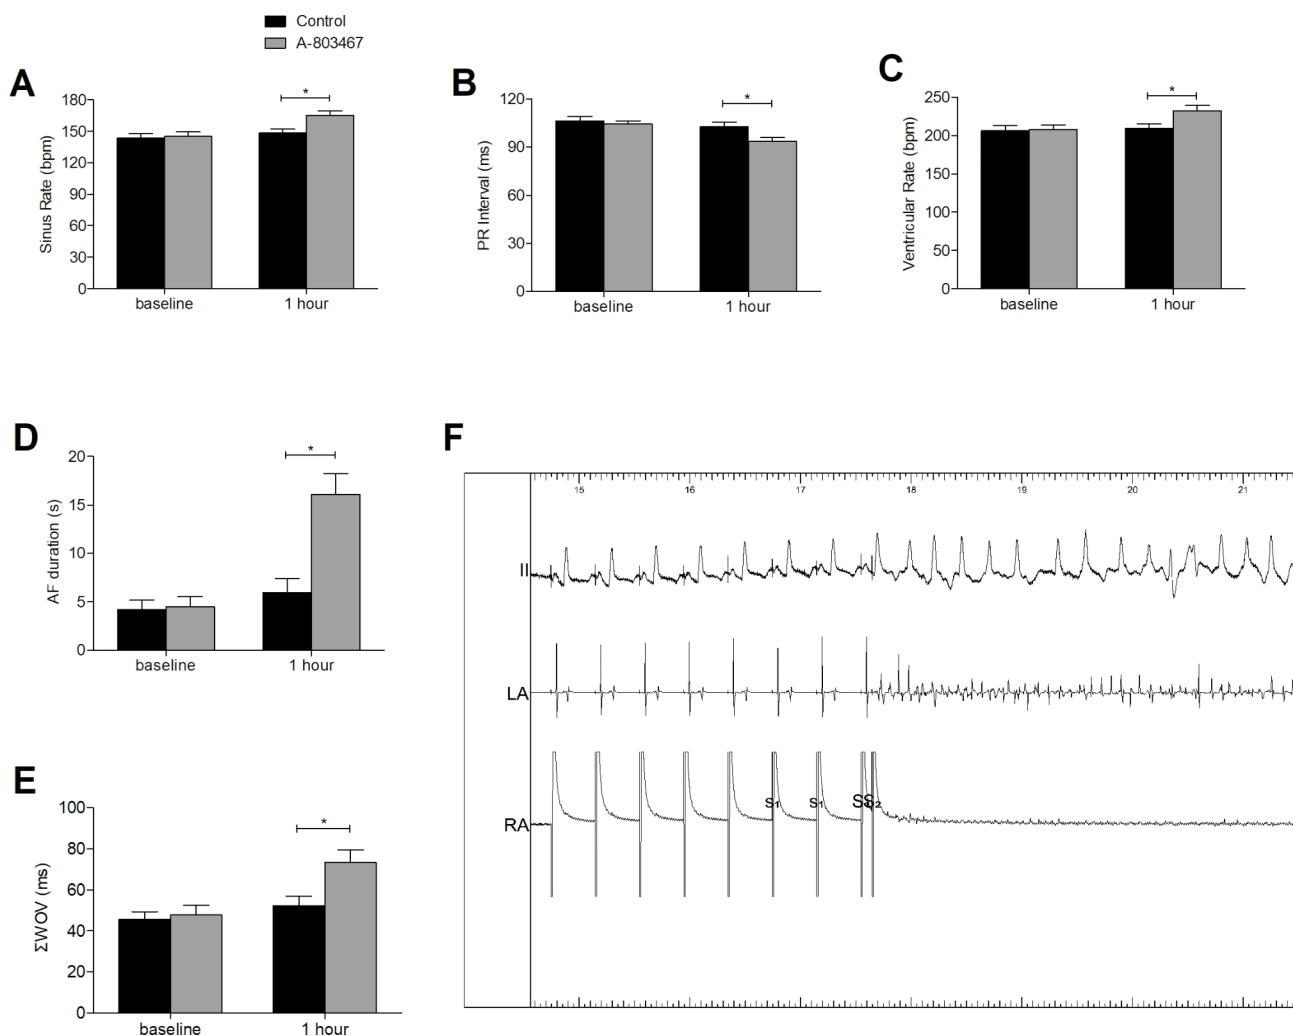 Control
A-803467
A
Sinus Rate (bpm)
180
150
120
90
60
30
0
baseline
1 hour
*
B
PR Interval (ms)
120
90
60
30
0
baseline
1 hour
*
C
Ventricular Rate (bpm)
250
200
150
100
50
0
baseline
1 hour
*
D
AF duration (s)
20
15
10
5
0
baseline
1 hour
*
E
ΣWOV (ms)
100
80
60
40
20
0
baseline
1 hour
*
F
15 16 17 18 19 20 21
II
LA
RA
S₁ S₁ S S₂